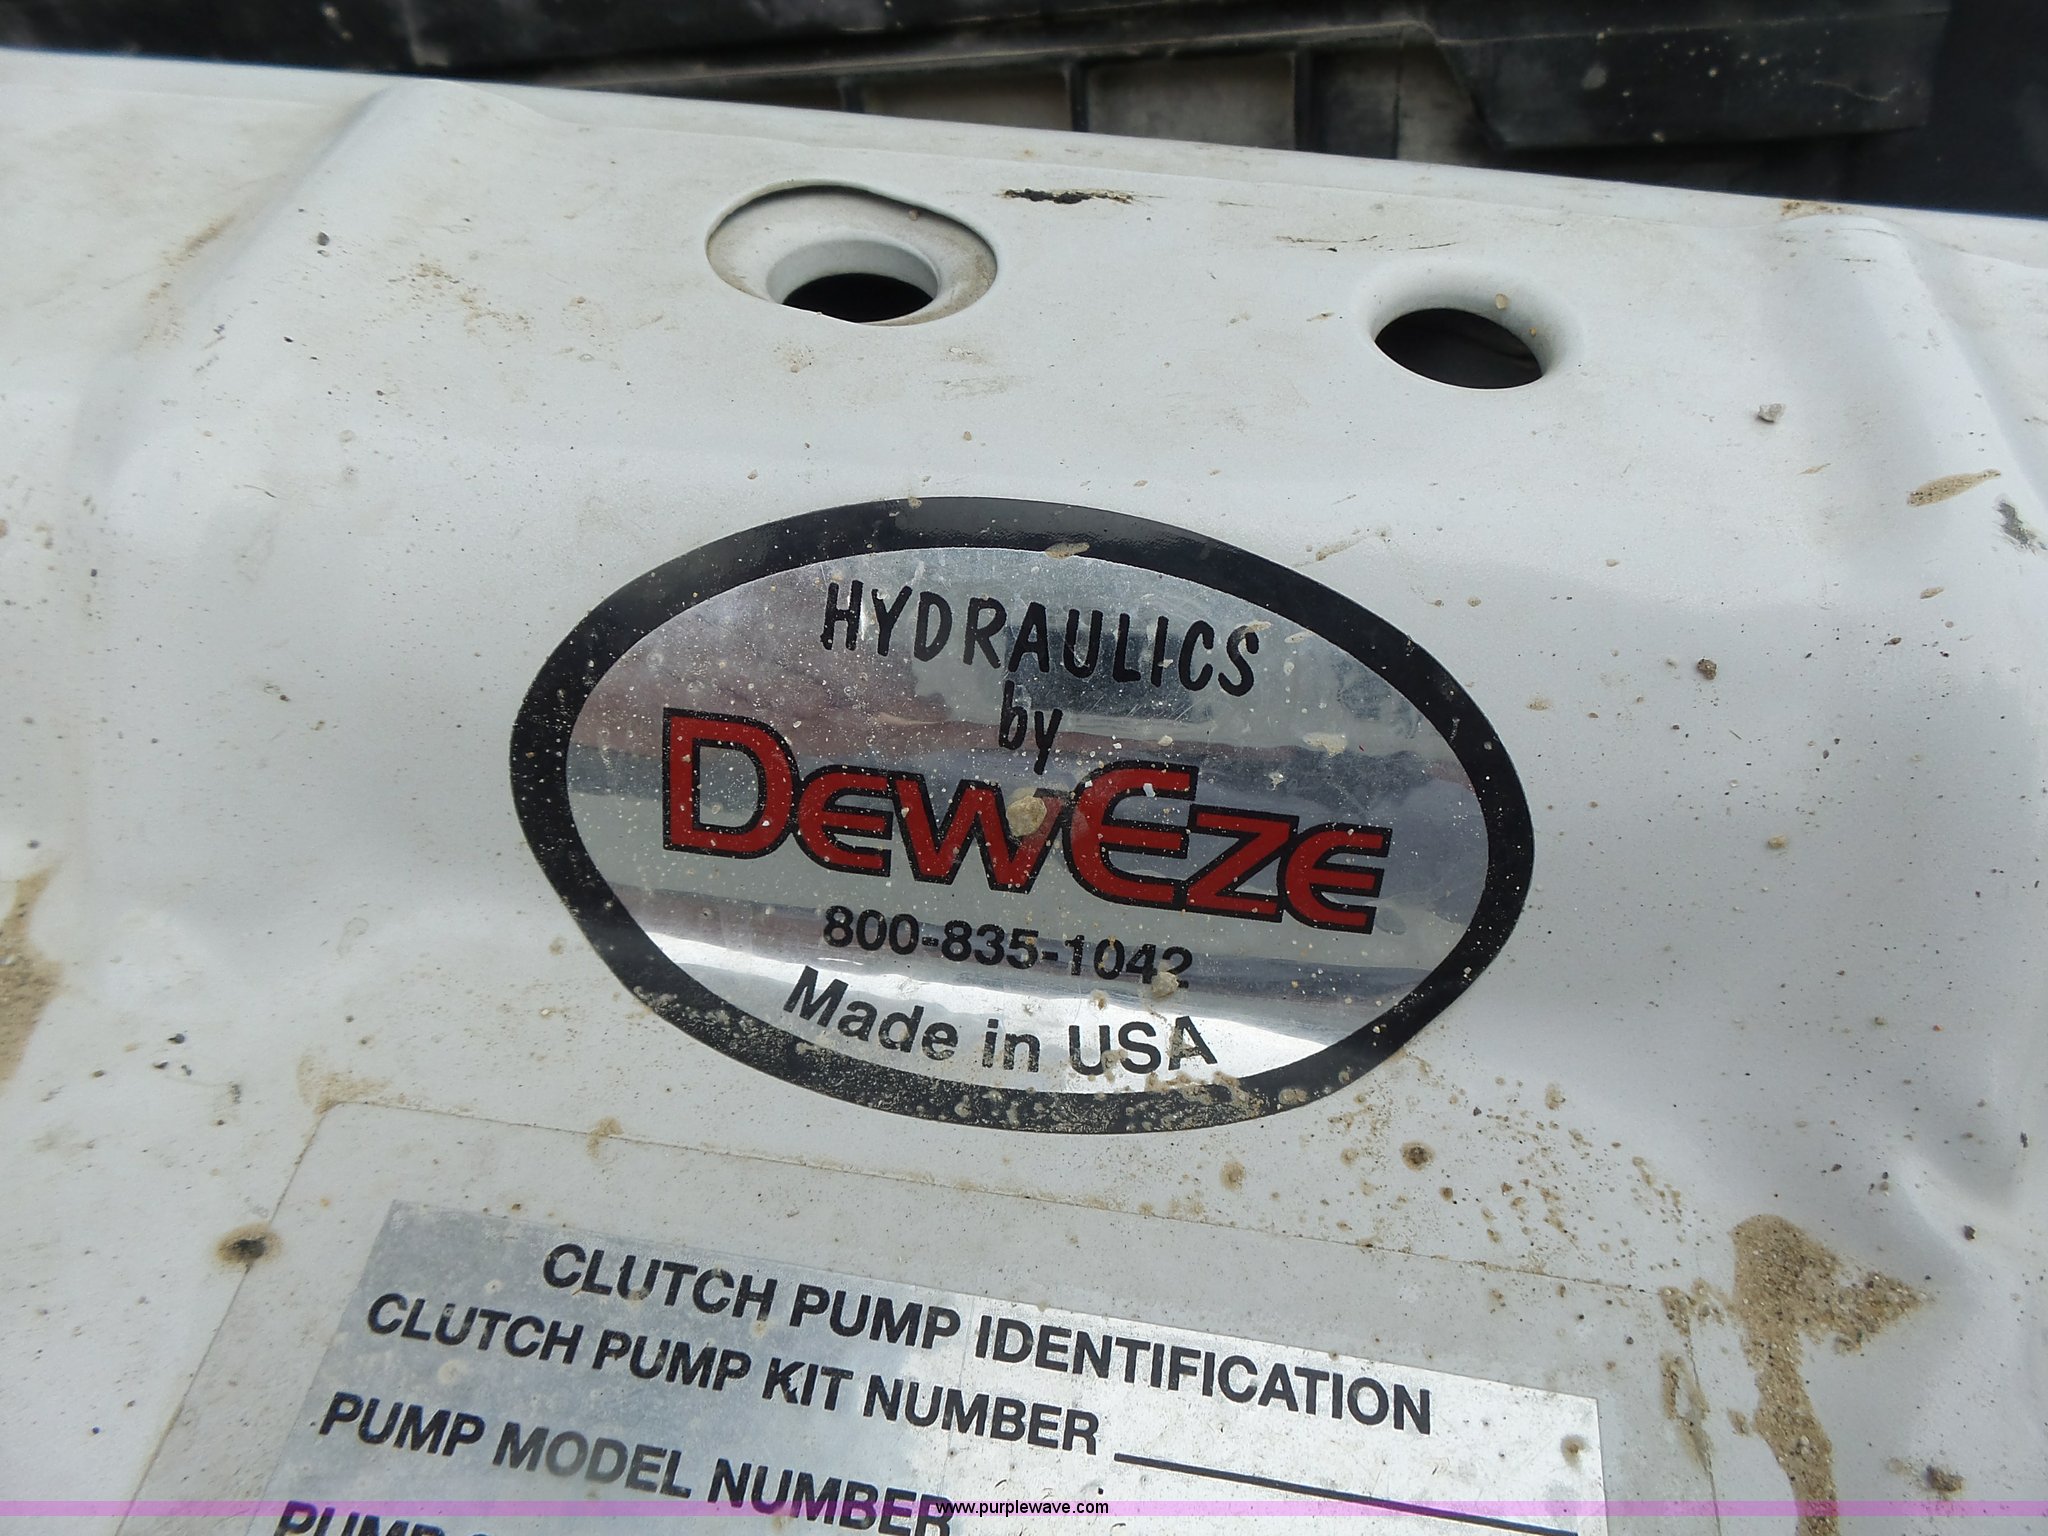 HYDRAULICS
by
DewEze
800-835-1042
Made in USA
CLUTCH PUMP IDENTIFICATION
CLUTCH PUMP KIT NUMBER
PUMP MODEL NUMBER
PUMP
www.purplewave.com